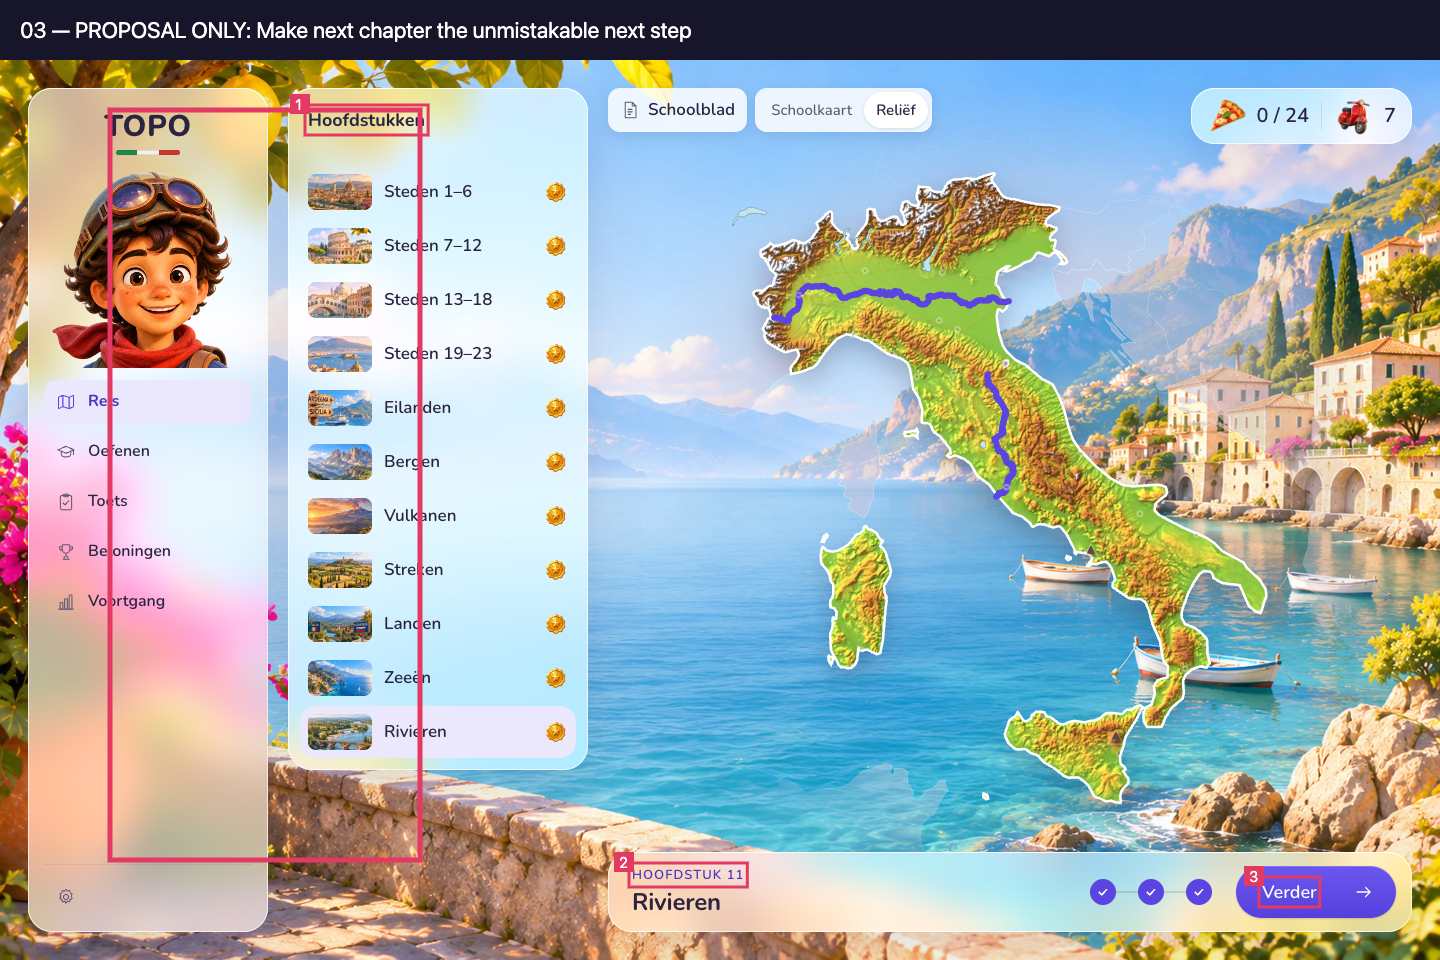 03 — PROPOSAL ONLY: Make next chapter the unmistakable next step
TOPO
Reis
Oefenen
Toets
Beloningen
Voortgang
1
Hoofdstukken
Steden 1–6
Steden 7–12
Steden 13–18
Steden 19–23
Eilanden
Bergen
Vulkanen
Streken
Landen
Zeeën
Rivieren
Schoolblad
Schoolkaart
Reliëf
0 / 24
7
2
HOOFDSTUK 11
Rivieren
3
Verder